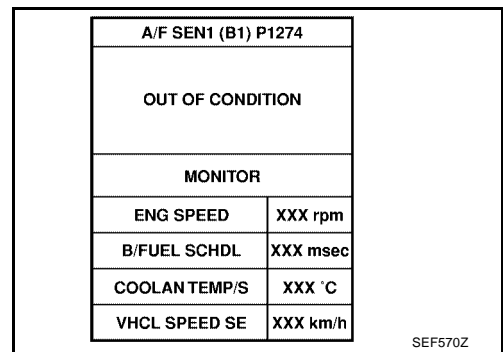 A/F SEN1 (B1) P1274
OUT OF CONDITION
MONITOR
ENG SPEED XXX rpm
B/FUEL SCHDL XXX msec
COOLAN TEMP/S XXX °C
VHCL SPEED SE XXX km/h
SEF570Z